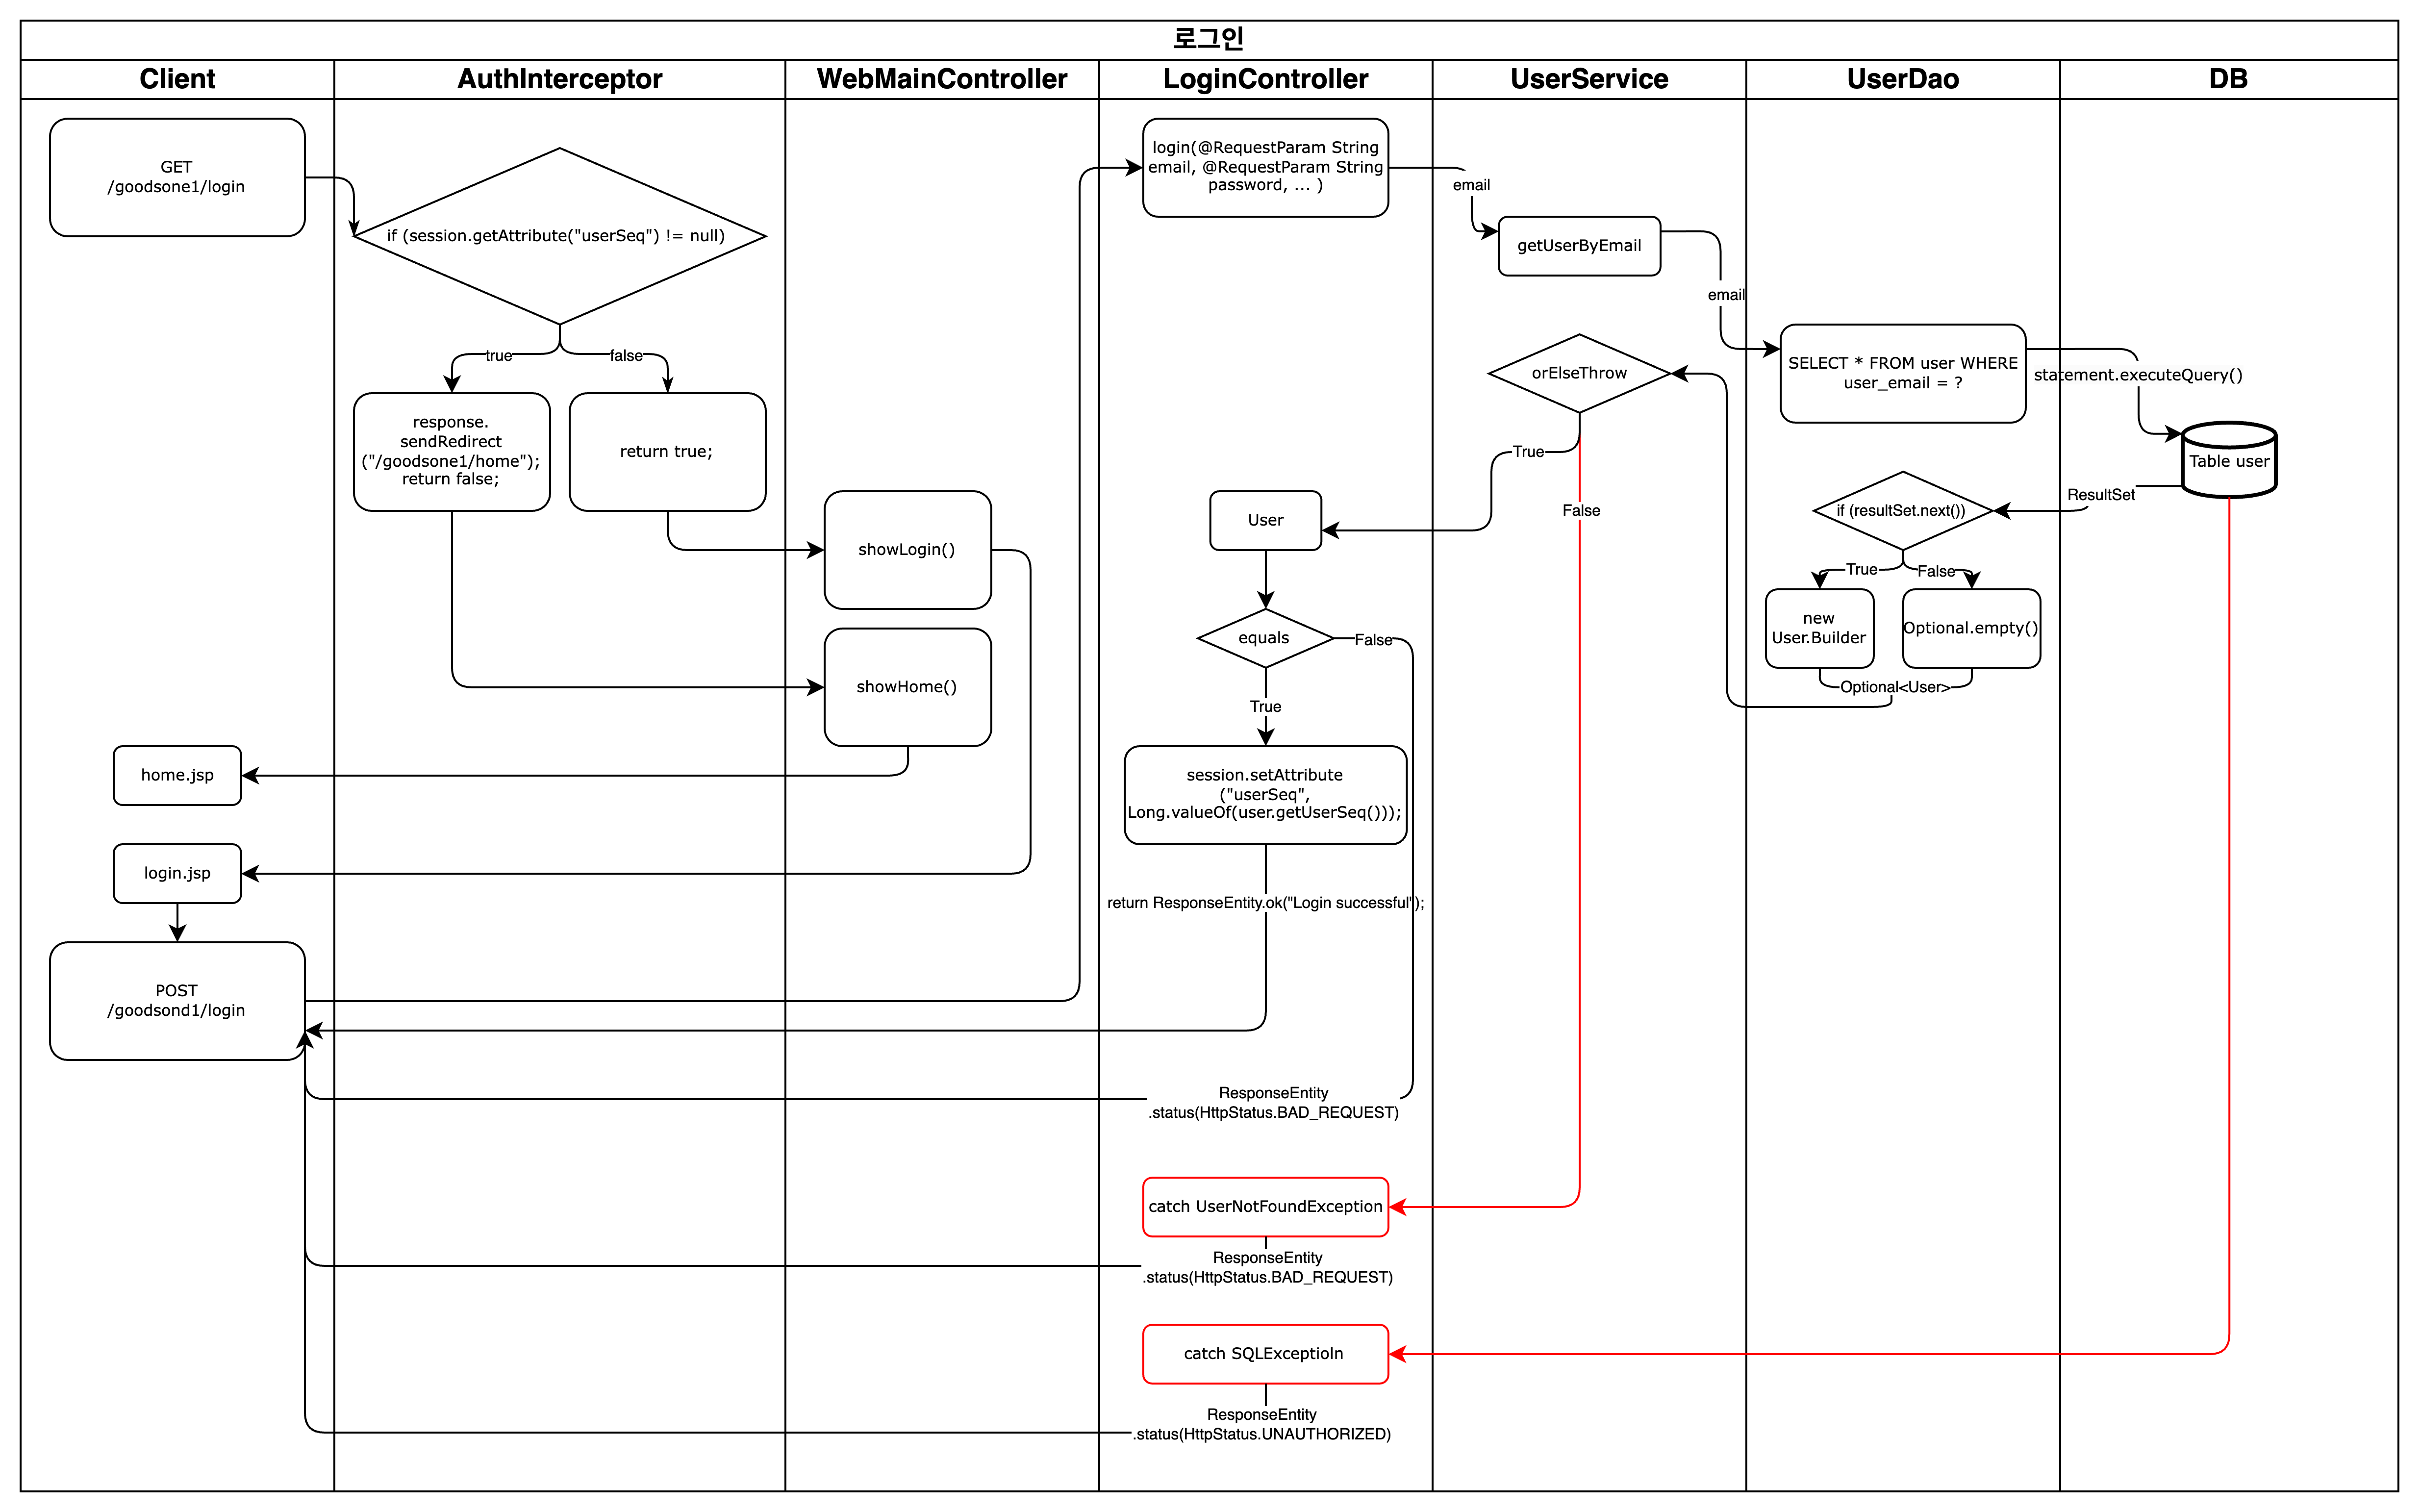 로그인
Client
AuthInterceptor
WebMainController
LoginController
UserService
UserDao
DB
GET
/goodsone1/login
if (session.getAttribute("userSeq") != null)
true
false
response.
sendRedirect
("/goodsone1/home");
return false;
return true;
showLogin()
showHome()
home.jsp
login.jsp
POST
/goodsond1/login
login(@RequestParam String
email, @RequestParam String
password, ... )
email
getUserByEmail
email
SELECT * FROM user WHERE
user_email = ?
statement.executeQuery()
Table user
ResultSet
if (resultSet.next())
True
False
new
User.Builder
Optional.empty()
Optional<User>
orElseThrow
True
False
User
equals
False
True
session.setAttribute
("userSeq",
Long.valueOf(user.getUserSeq()));
return ResponseEntity.ok("Login successful");
ResponseEntity
.status(HttpStatus.BAD_REQUEST)
catch UserNotFoundException
ResponseEntity
.status(HttpStatus.BAD_REQUEST)
catch SQLExceptioIn
ResponseEntity
.status(HttpStatus.UNAUTHORIZED)